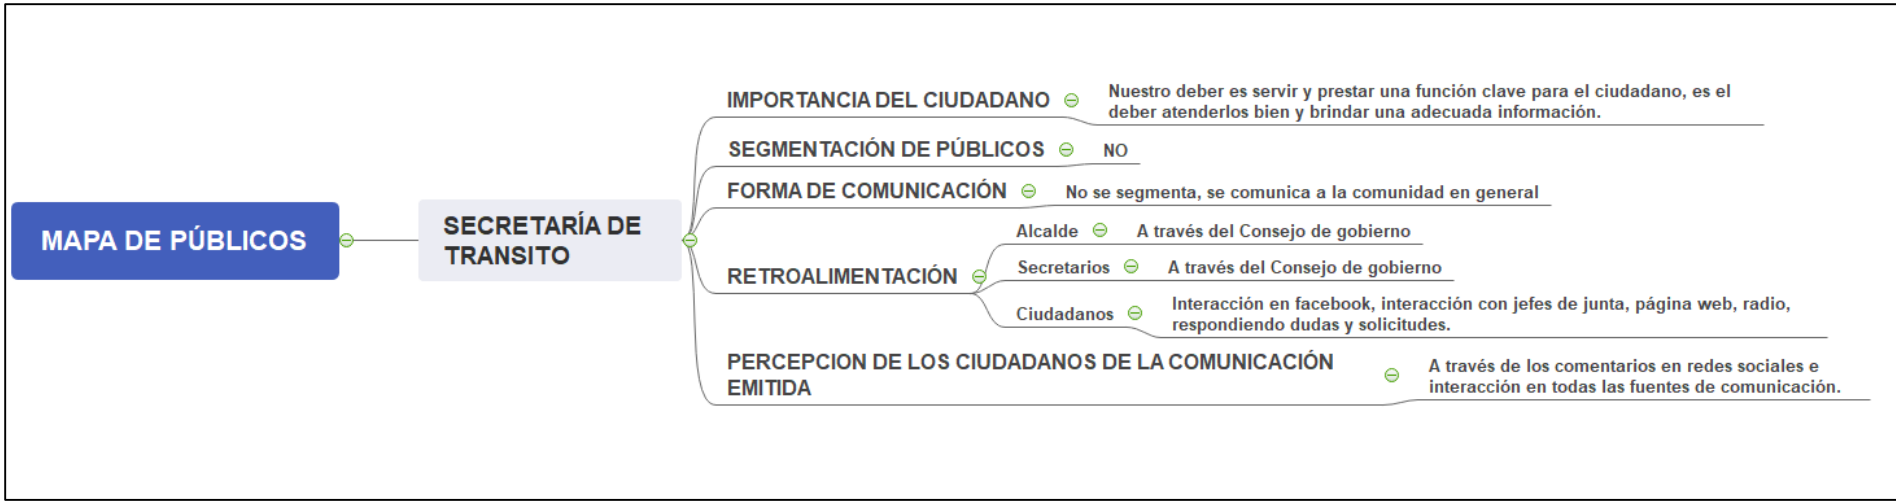 MAPA DE PÚBLICOS
SECRETARÍA DE
TRANSITO
IMPORTANCIA DEL CIUDADANO
Nuestro deber es servir y prestar una función clave para el ciudadano, es el
deber atenderlos bien y brindar una adecuada información.
SEGMENTACIÓN DE PÚBLICOS
NO
FORMA DE COMUNICACIÓN
No se segmenta, se comunica a la comunidad en general
RETROALIMENTACIÓN
Alcalde
A través del Consejo de gobierno
Secretarios
A través del Consejo de gobierno
Ciudadanos
Interacción en facebook, interacción con jefes de junta, página web, radio,
respondiendo dudas y solicitudes.
PERCEPCION DE LOS CIUDADANOS DE LA COMUNICACIÓN
EMITIDA
A través de los comentarios en redes sociales e
interacción en todas las fuentes de comunicación.